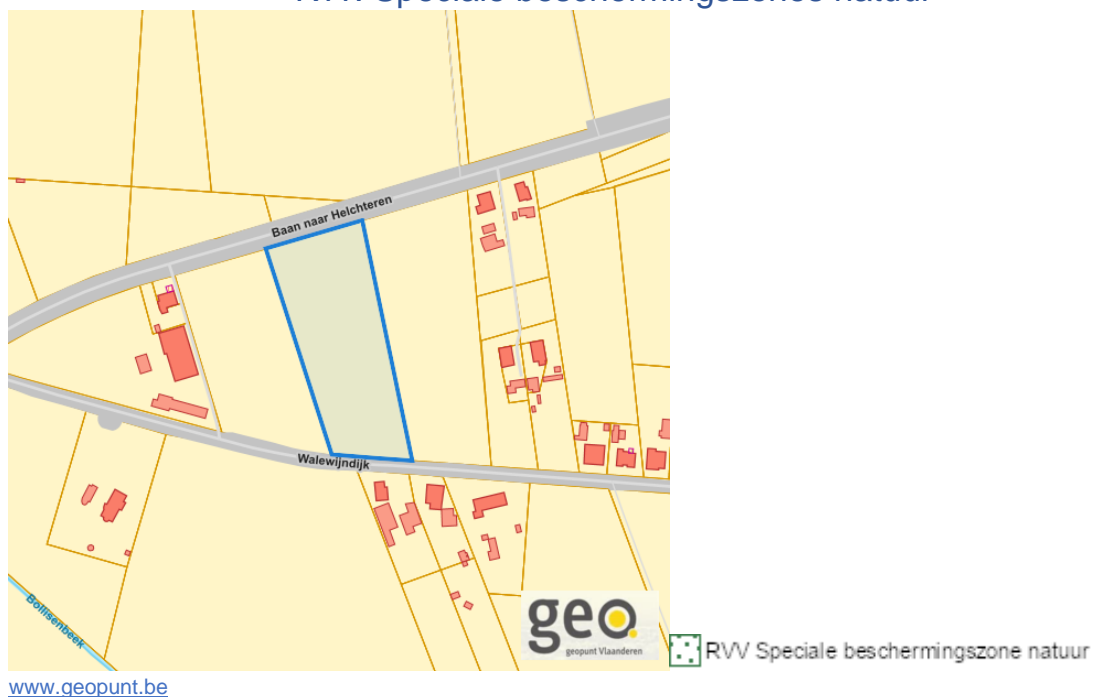 RVV Speciale beschermingszones natuur
Baan naar Helchteren
Walewijndijk
Bollisenbeek
geo
geopunt Vlaanderen
RVV Speciale beschermingszone natuur
www.geopunt.be